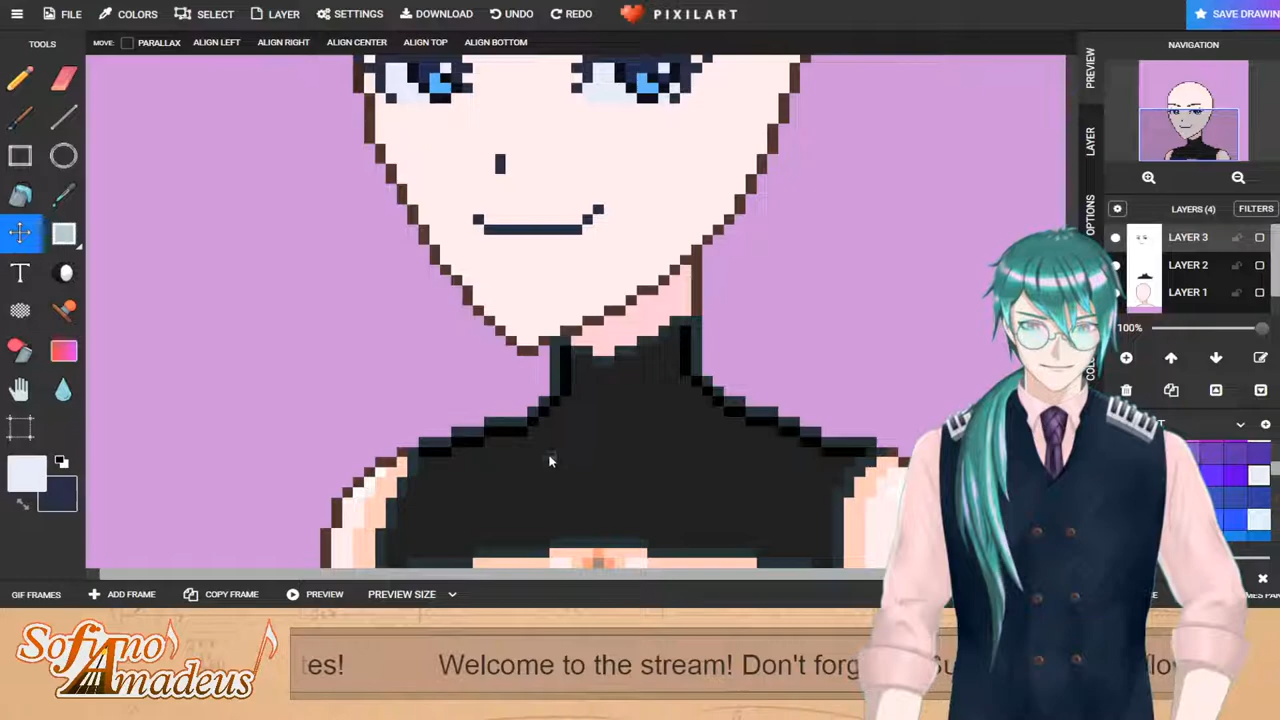 FILE COLORS SELECT LAYER SETTINGS DOWNLOAD UNDO REDO PIXILART SAVE DRAWIN
TOOLS MOVE: PARALLAX ALIGN LEFT ALIGN RIGHT ALIGN CENTER ALIGN TOP ALIGN BOTTOM NAVIGATION
PREVIEW
LAYER
OPTIONS
LAYERS (4) FILTERS
LAYER 3
LAYER 2
LAYER 1
100%
T
GIF FRAMES ADD FRAME COPY FRAME PREVIEW PREVIEW SIZE
Sofiano
Amadeus
tes! Welcome to the stream! Don't forg